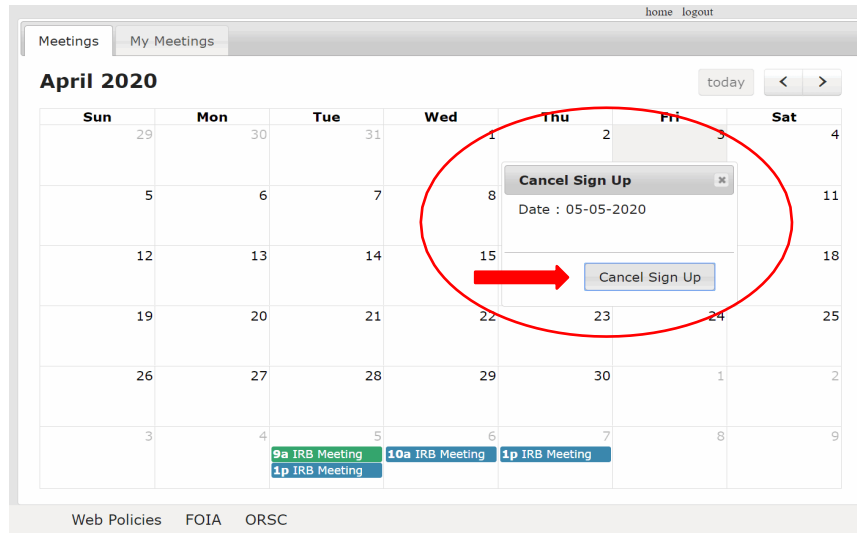 home logout
Meetings My Meetings
April 2020 today
Sun Mon Tue Wed Thu Fri Sat
29 30 31 1 2 3 4
Cancel Sign Up
5 6 7 8 11
Date : 05-05-2020
12 13 14 15 18
Cancel Sign Up
19 20 21 22 23 24 25
26 27 28 29 30 1 2
3 4 5 6 7 8 9
9a IRB Meeting 10a IRB Meeting 1p IRB Meeting
1p IRB Meeting
Web Policies FOIA ORSC